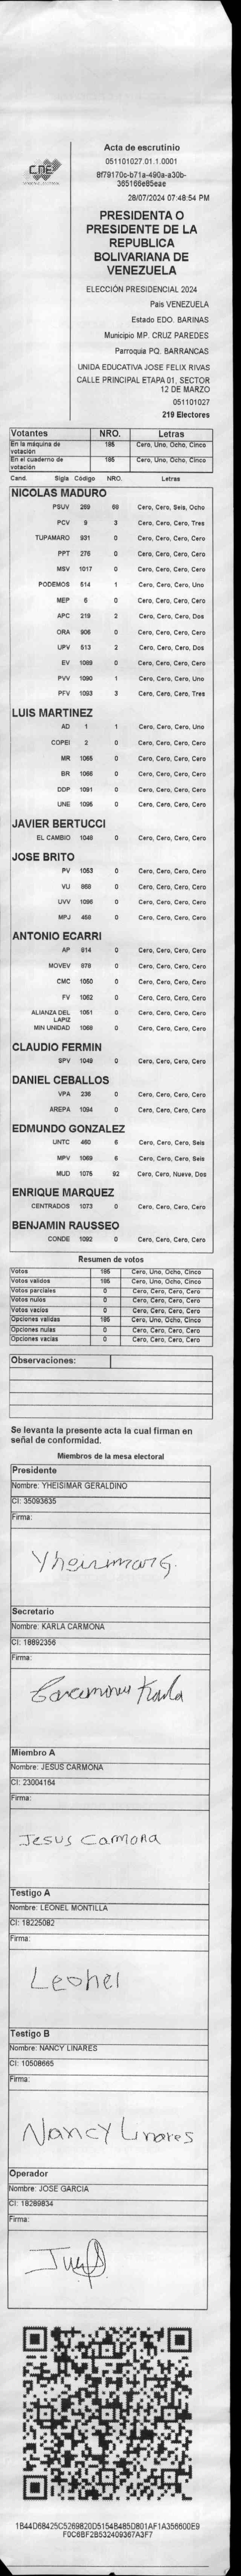 CNE
Acta de escrutinio
051101027.01.1.0001
8f79170c-b71a-490a-a30b-
365166e85eae
28/07/2024 07:48:54 PM
PRESIDENTA O
PRESIDENTE DE LA
REPUBLICA
BOLIVARIANA DE
VENEZUELA
ELECCIÓN PRESIDENCIAL 2024
País VENEZUELA
Estado EDO. BARINAS
Municipio MP. CRUZ PAREDES
Parroquia PQ. BARRANCAS
UNIDA EDUCATIVA JOSE FELIX RIVAS
CALLE PRINCIPAL ETAPA 01, SECTOR
12 DE MARZO
051101027
219 Electores
Votantes NRO. Letras
En la máquina de votación 185 Cero, Uno, Ocho, Cinco
En el cuaderno de votación 185 Cero, Uno, Ocho, Cinco
Cand. Sigla Código NRO. Letras
NICOLAS MADURO
PSUV 269 68 Cero, Cero, Seis, Ocho
PCV 9 3 Cero, Cero, Cero, Tres
TUPAMARO 931 0 Cero, Cero, Cero, Cero
PPT 275 0 Cero, Cero, Cero, Cero
MSV 1017 0 Cero, Cero, Cero, Cero
PODEMOS 514 1 Cero, Cero, Cero, Uno
MEP 6 0 Cero, Cero, Cero, Cero
APC 219 2 Cero, Cero, Cero, Dos
ORA 906 0 Cero, Cero, Cero, Cero
UPV 513 2 Cero, Cero, Cero, Dos
EV 1089 0 Cero, Cero, Cero, Cero
PVV 1090 1 Cero, Cero, Cero, Uno
PFV 1093 3 Cero, Cero, Cero, Tres
LUIS MARTINEZ
AD 1 1 Cero, Cero, Cero, Uno
COPEI 2 0 Cero, Cero, Cero, Cero
MR 1065 0 Cero, Cero, Cero, Cero
BR 1066 0 Cero, Cero, Cero, Cero
DDP 1091 0 Cero, Cero, Cero, Cero
UNE 1095 0 Cero, Cero, Cero, Cero
JAVIER BERTUCCI
EL CAMBIO 1048 0 Cero, Cero, Cero, Cero
JOSE BRITO
PV 1053 0 Cero, Cero, Cero, Cero
VU 868 0 Cero, Cero, Cero, Cero
UVV 1096 0 Cero, Cero, Cero, Cero
MPJ 458 0 Cero, Cero, Cero, Cero
ANTONIO ECARRI
AP 914 0 Cero, Cero, Cero, Cero
MOVEV 878 0 Cero, Cero, Cero, Cero
CMC 1050 0 Cero, Cero, Cero, Cero
FV 1062 0 Cero, Cero, Cero, Cero
ALIANZA DEL LAPIZ 1051 0 Cero, Cero, Cero, Cero
MIN UNIDAD 1068 0 Cero, Cero, Cero, Cero
CLAUDIO FERMIN
SPV 1049 0 Cero, Cero, Cero, Cero
DANIEL CEBALLOS
VPA 236 0 Cero, Cero, Cero, Cero
AREPA 1094 0 Cero, Cero, Cero, Cero
EDMUNDO GONZALEZ
UNTC 460 6 Cero, Cero, Cero, Seis
MPV 1069 6 Cero, Cero, Cero, Seis
MUD 1075 92 Cero, Cero, Nueve, Dos
ENRIQUE MARQUEZ
CENTRADOS 1073 0 Cero, Cero, Cero, Cero
BENJAMIN RAUSSEO
CONDE 1092 0 Cero, Cero, Cero, Cero
Resumen de votos
Votos 185 Cero, Uno, Ocho, Cinco
Votos validos 185 Cero, Uno, Ocho, Cinco
Votos parciales 0 Cero, Cero, Cero, Cero
Votos nulos 0 Cero, Cero, Cero, Cero
Votos vacios 0 Cero, Cero, Cero, Cero
Opciones validas 185 Cero, Uno, Ocho, Cinco
Opciones nulas 0 Cero, Cero, Cero, Cero
Opciones vacias 0 Cero, Cero, Cero, Cero
Observaciones:
Se levanta la presente acta la cual firman en
señal de conformidad.
Miembros de la mesa electoral
Presidente
Nombre: YHEISIMAR GERALDINO
CI: 35093635
Firma:
Secretario
Nombre: KARLA CARMONA
CI: 18892356
Firma:
Karla
Miembro A
Nombre: JESUS CARMONA
CI: 23004164
Firma:
Jesus Carmona
Testigo A
Nombre: LEONEL MONTILLA
CI: 18225082
Firma:
Leonel
Testigo B
Nombre: NANCY LINARES
CI: 10508665
Firma:
Nancy Linares
Operador
Nombre: JOSE GARCIA
CI: 18289834
Firma:
1B44D68425C5269820D5154B485D801AF1A356600E9
F0C6BF2B532409367A3F7